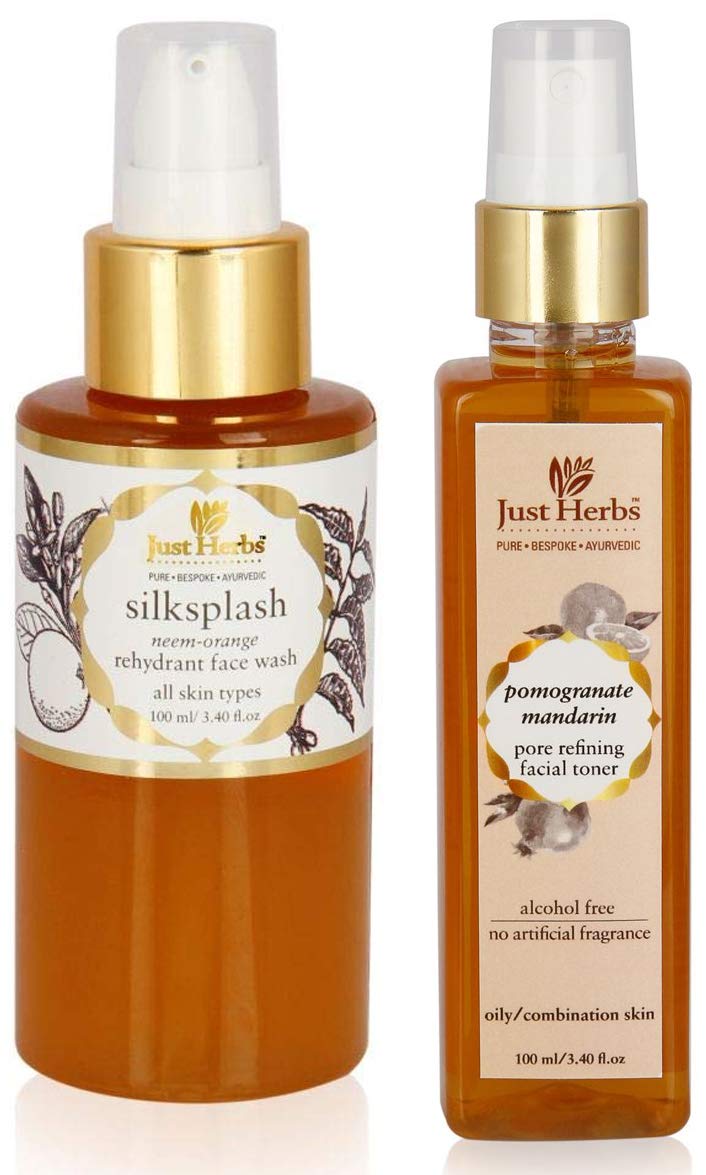 Just Herbs™
PURE • BESPOKE • AYURVEDIC
silksplash
neem-orange
rehydrant face wash
all skin types
100 ml/ 3.40 fl.oz
Just Herbs™
PURE • BESPOKE • AYURVEDIC
pomogranate
mandarin
pore refining
facial toner
alcohol free
no artificial fragrance
oily/combination skin
100 ml/3.40 fl.oz